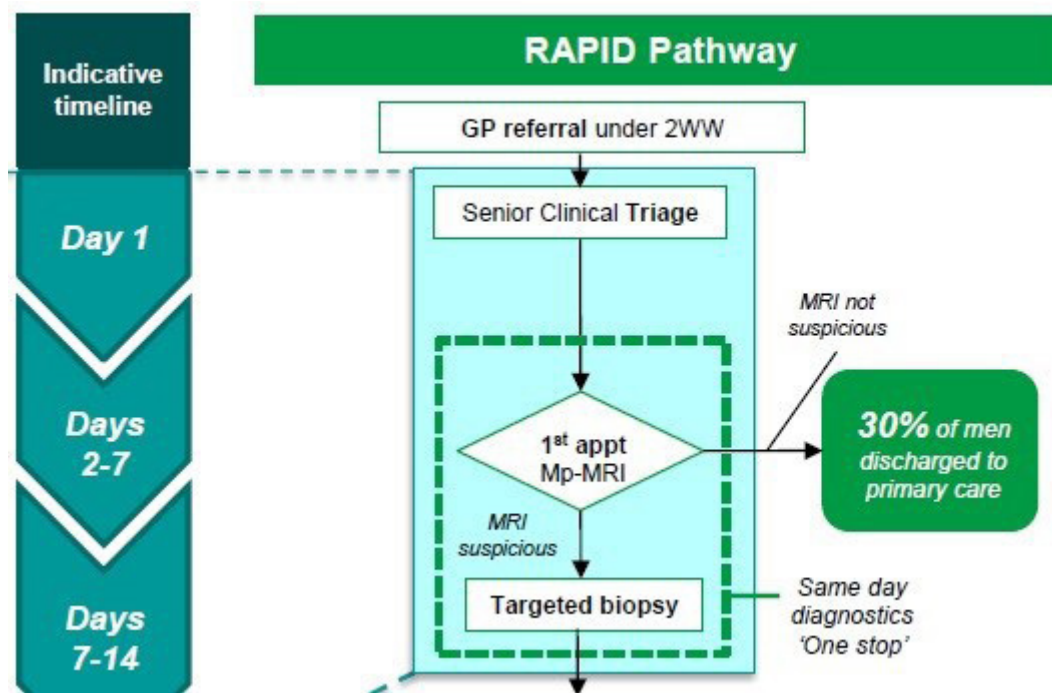 Indicative
timeline
RAPID Pathway
GP referral under 2WW
Senior Clinical Triage
Day 1
MRI not
suspicious
Days
2-7
1st appt
Mp-MRI
30% of men
discharged to
primary care
MRI
suspicious
Targeted biopsy
Same day
diagnostics
'One stop'
Days
7-14